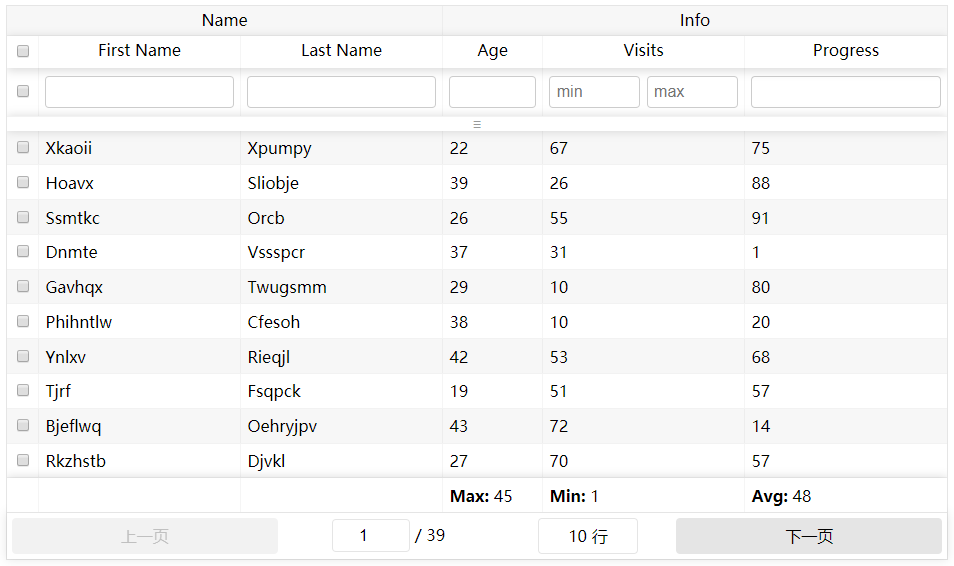 Name Info
First Name Last Name Age Visits Progress
min max
Xkaoii Xpumpy 22 67 75
Hoavx Sliobje 39 26 88
Ssmtkc Orcb 26 55 91
Dnmte Vssspcr 37 31 1
Gavhqx Twugsmm 29 10 80
Phihntlw Cfesoh 38 10 20
Ynlxv Rieqjl 42 53 68
Tjrf Fsqpck 19 51 57
Bjeflwq Oehryjpv 43 72 14
Rkzhstb Djvkl 27 70 57
Max: 45 Min: 1 Avg: 48
上一页 1 / 39 10 行 下一页